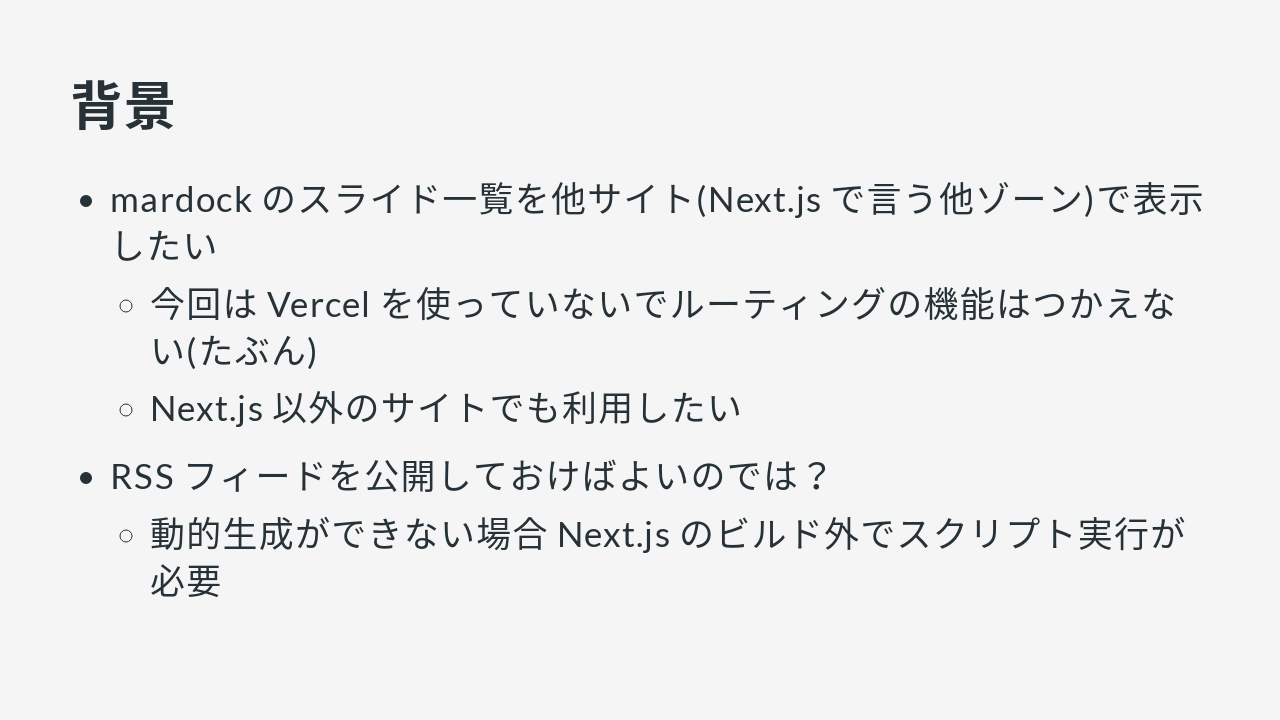 背景
mardock のスライド一覧を他サイト(Next.js で言う他ゾーン)で表示
したい
今回は Vercel を使っていないでルーティングの機能はつかえな
い(たぶん)
Next.js 以外のサイトでも利用したい
RSS フィードを公開しておけばよいのでは？
動的生成ができない場合 Next.js のビルド外でスクリプト実行が
必要